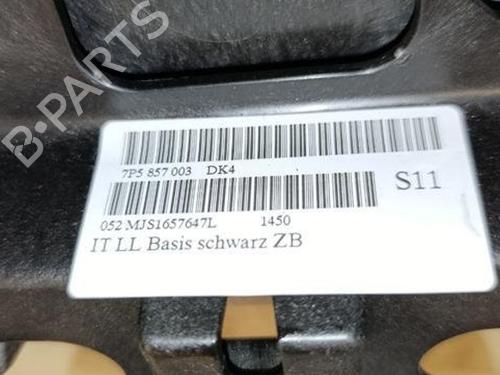 B-PARTS
7P5 857 003 DK4
S11
052 MJS1657647L 1450
IT LL Basis schwarz ZB